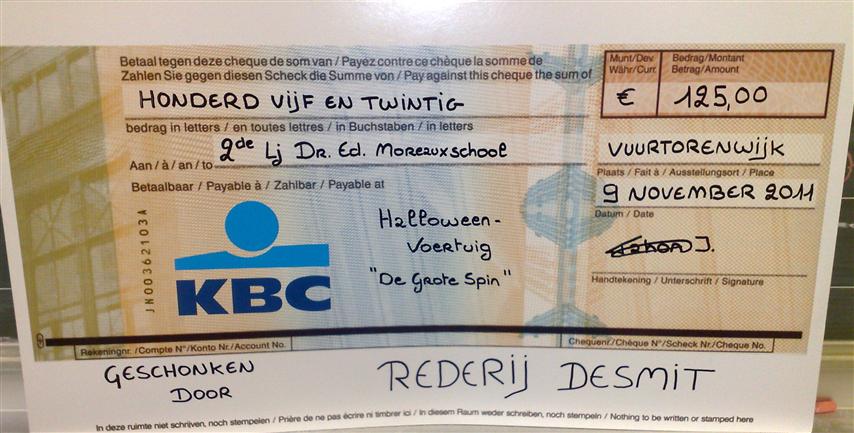 Betaal tegen deze cheque de som van / Payez contre ce chèque la somme de
Zahlen Sie gegen diesen Scheck die Summe von / Pay against this cheque the sum of
Munt/Dev.
Währ/Curr.
Bedrag/Montant
Betrag/Amount
HONDERD VIJF EN TWINTIG
€ 125,00
bedrag in letters / en toutes lettres / in Buchstaben / in letters
Aan / à / an / to 2de Lj DR. Ed. MOREAUXSCHOOL
VUURTORENWIJK
Plaats / Fait à / Ausstellungsort / Place
Betaalbaar / Payable à / Zahlbar / Payable at
9 NOVEMBER 2011
Datum / Date
JN00362103A
KBC
Halloween-
Voertuig
"De Grote Spin"
J.
Handtekening / Unterschrift / Signature
Rekeningnr. /Compte N°/Konto Nr./Account No.
Chequenr./Chèque N°/Scheck Nr./Cheque No.
GESCHONKEN
DOOR
REDERIJ DESMIT
In deze ruimte niet schrijven, noch stempelen / Prière de ne pas écrire ni timbrer ici / In diesem Raum weder schreiben, noch stempeln / Nothing to be written or stamped here